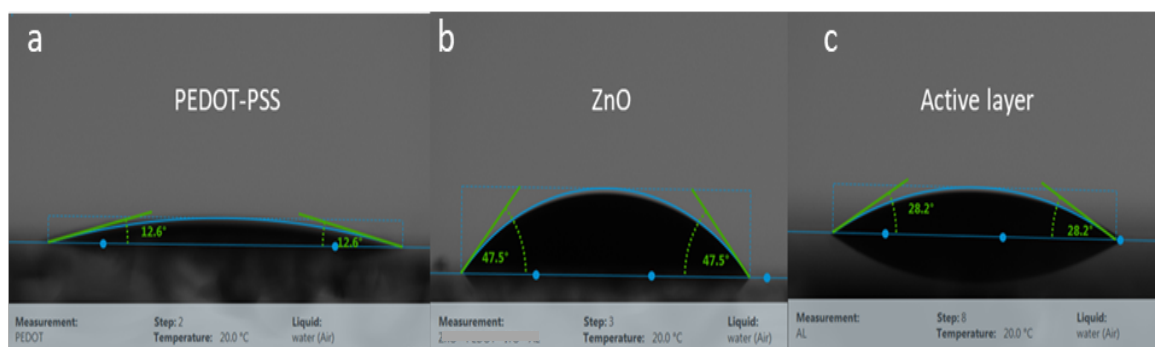 a
PEDOT-PSS
12.6°
12.6°
Measurement:
PEDOT
Step: 2
Temperature: 20.0 °C
Liquid:
water (Air)
b
ZnO
47.5°
47.5°
Measurement:
Step: 3
Temperature: 20.0 °C
Liquid:
water (Air)
c
Active layer
28.2°
28.2°
Measurement:
AL
Step: 8
Temperature: 20.0 °C
Liquid:
water (Air)